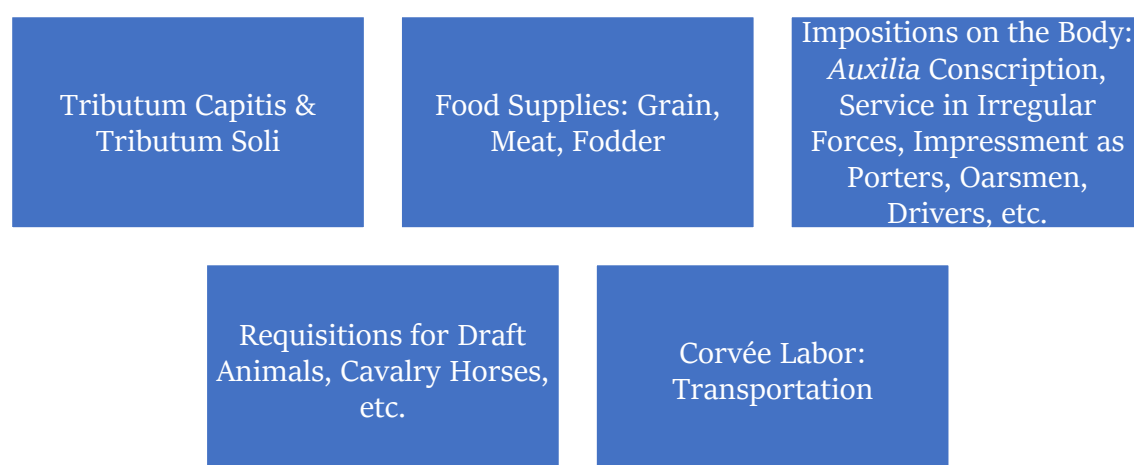 Tributum Capitis &
Tributum Soli
Food Supplies: Grain,
Meat, Fodder
Impositions on the Body:
Auxilia Conscription,
Service in Irregular
Forces, Impressment as
Porters, Oarsmen,
Drivers, etc.
Requisitions for Draft
Animals, Cavalry Horses,
etc.
Corvée Labor:
Transportation